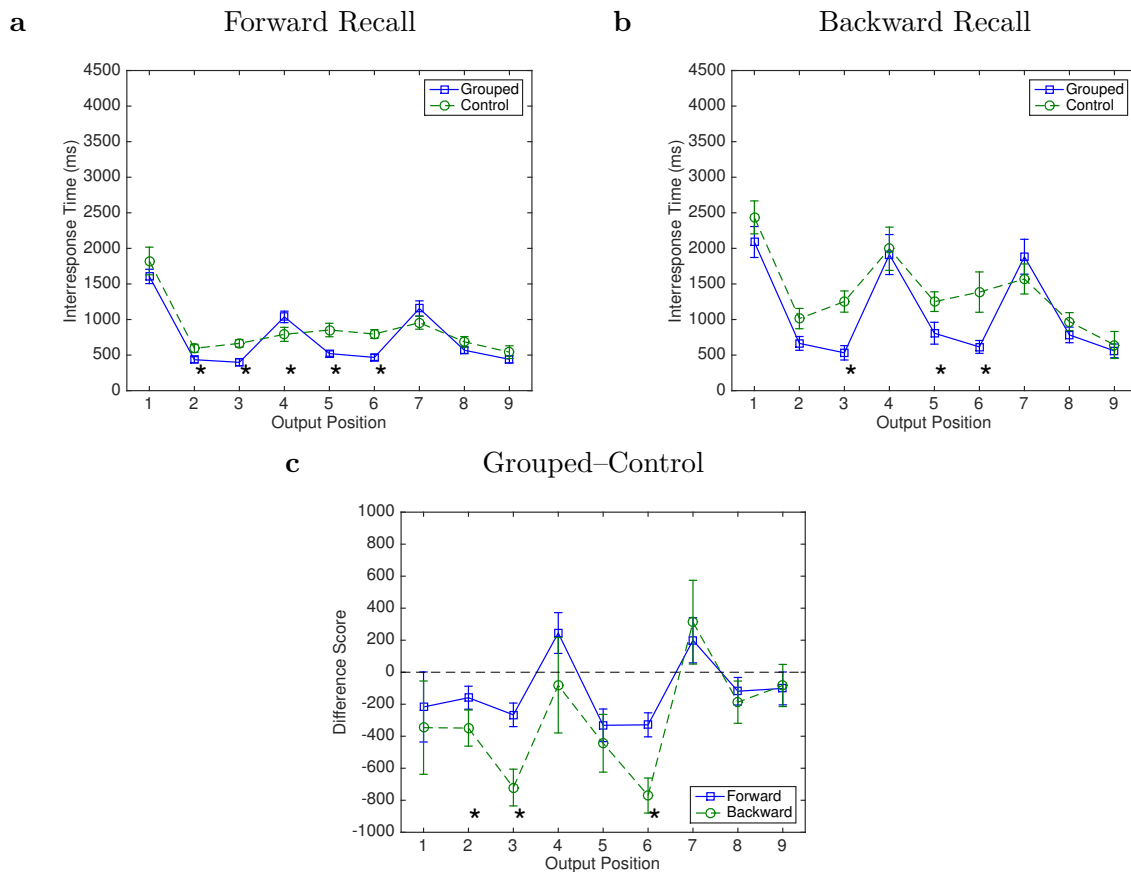 a Forward Recall
4500
4000
3500
3000
2500
2000
1500
1000
500
0
Interresponse Time (ms)
Grouped
Control
* * * * *
1 2 3 4 5 6 7 8 9
Output Position
b Backward Recall
4500
4000
3500
3000
2500
2000
1500
1000
500
0
Interresponse Time (ms)
Grouped
Control
* * *
1 2 3 4 5 6 7 8 9
Output Position
c Grouped–Control
1000
800
600
400
200
0
-200
-400
-600
-800
-1000
Difference Score
Forward
Backward
* * *
1 2 3 4 5 6 7 8 9
Output Position